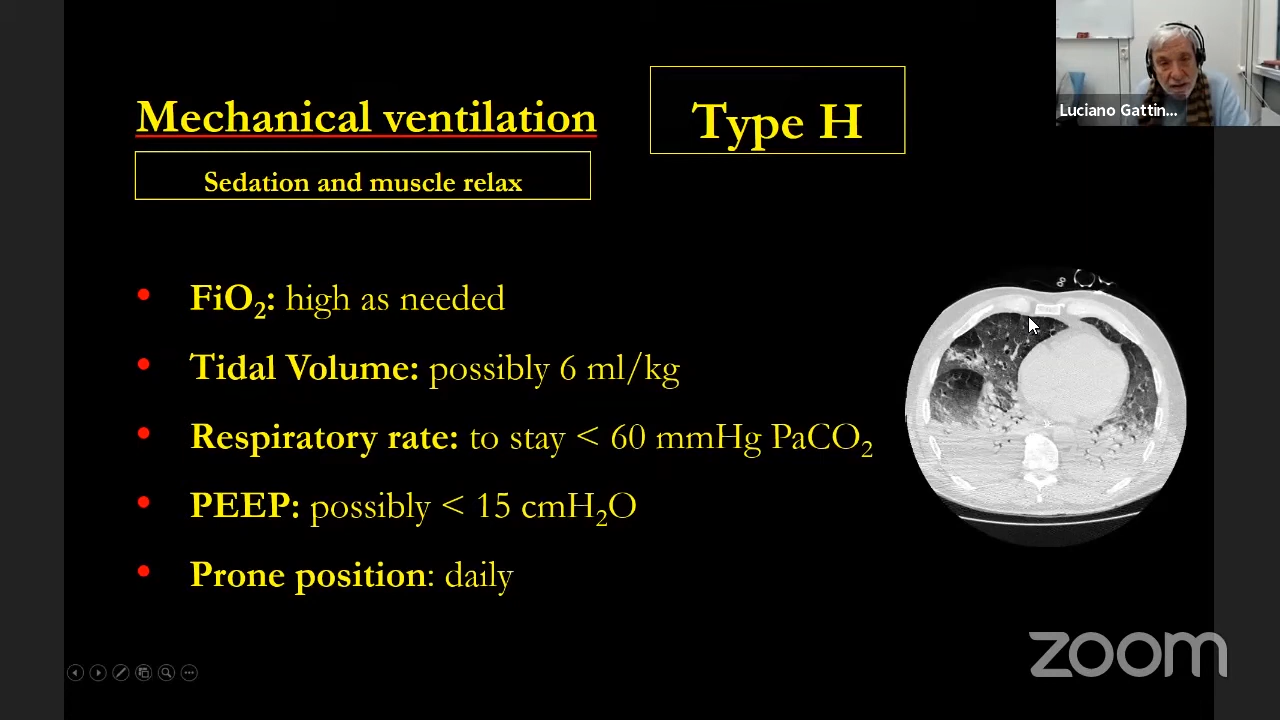 Mechanical ventilation
Type H
Sedation and muscle relax
Luciano Gattin...
• FiO₂: high as needed
• Tidal Volume: possibly 6 ml/kg
• Respiratory rate: to stay < 60 mmHg PaCO₂
• PEEP: possibly < 15 cmH₂O
• Prone position: daily
zoom